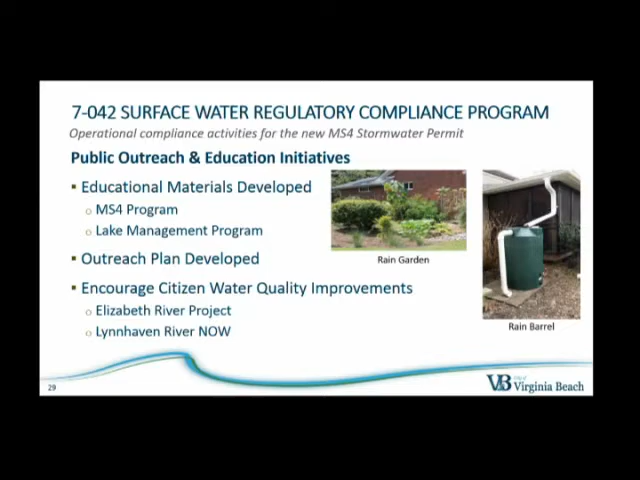 7-042 SURFACE WATER REGULATORY COMPLIANCE PROGRAM
Operational compliance activities for the new MS4 Stormwater Permit
Public Outreach & Education Initiatives
▪ Educational Materials Developed
o MS4 Program
o Lake Management Program
▪ Outreach Plan Developed
▪ Encourage Citizen Water Quality Improvements
o Elizabeth River Project
o Lynnhaven River NOW
Rain Garden
Rain Barrel
29
VB
City of
Virginia Beach